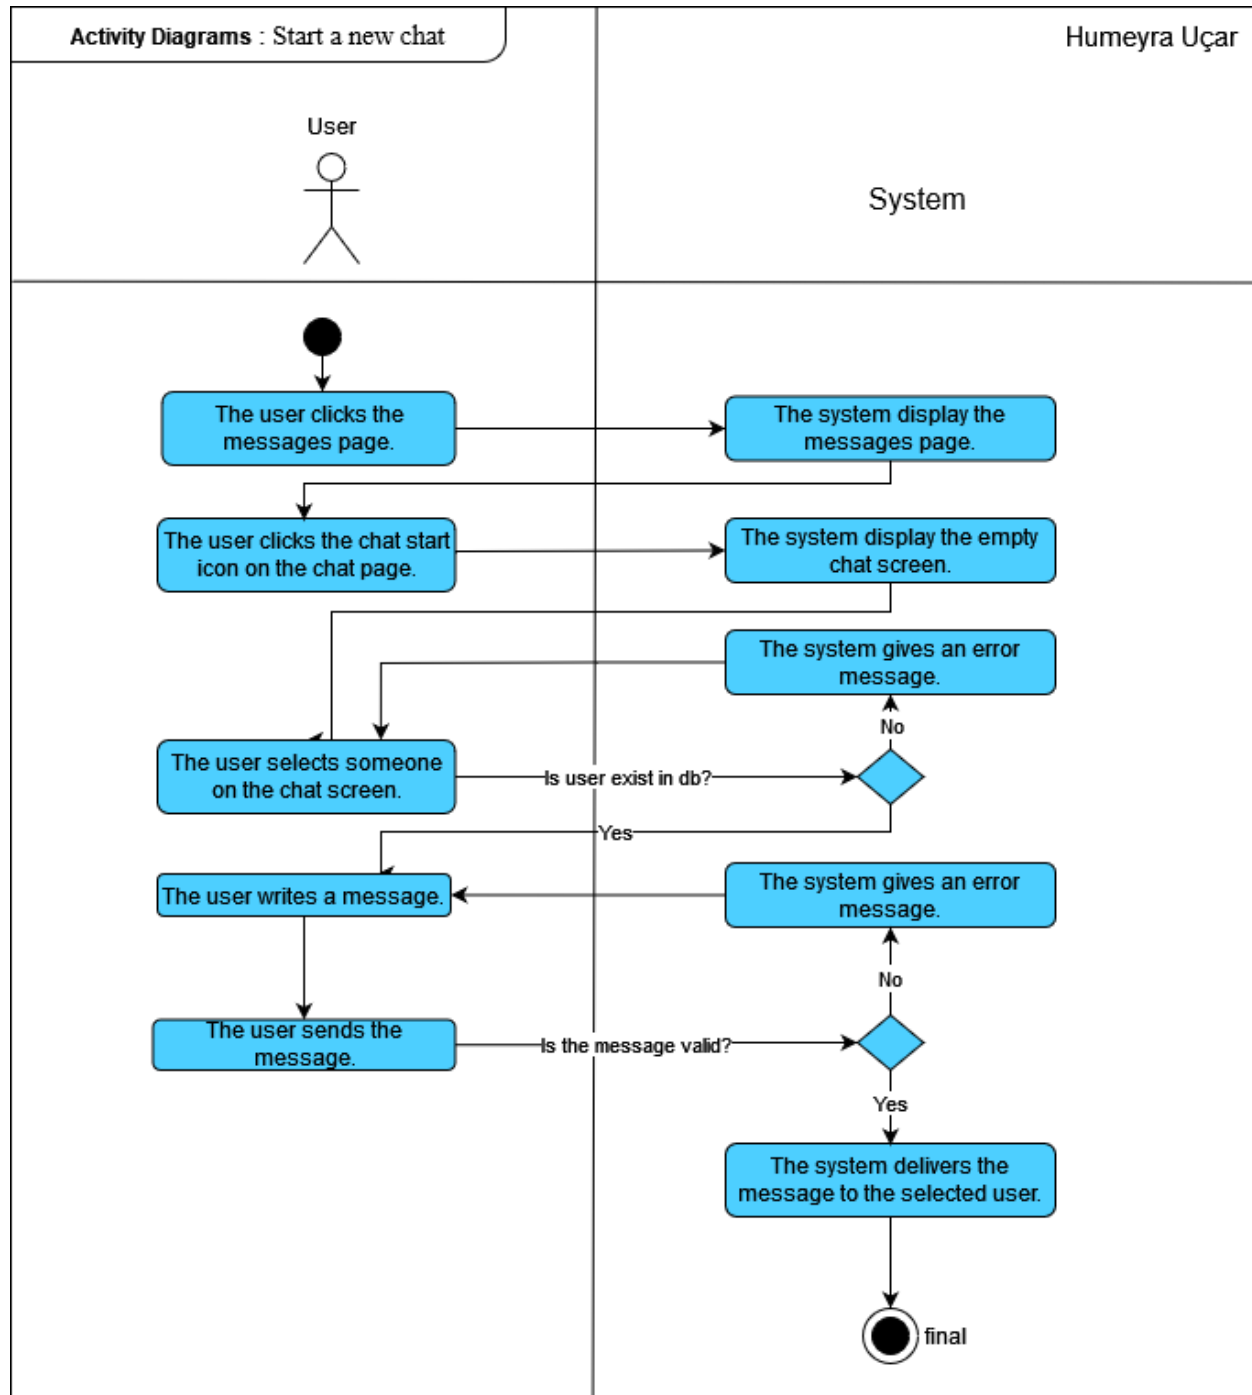 Activity Diagrams : Start a new chat
Humeyra Uçar
User
System
The user clicks the
messages page.
The system display the
messages page.
The user clicks the chat start
icon on the chat page.
The system display the empty
chat screen.
The system gives an error
message.
No
The user selects someone
on the chat screen.
Is user exist in db?
Yes
The user writes a message.
The system gives an error
message.
No
The user sends the
message.
Is the message valid?
Yes
The system delivers the
message to the selected user.
final